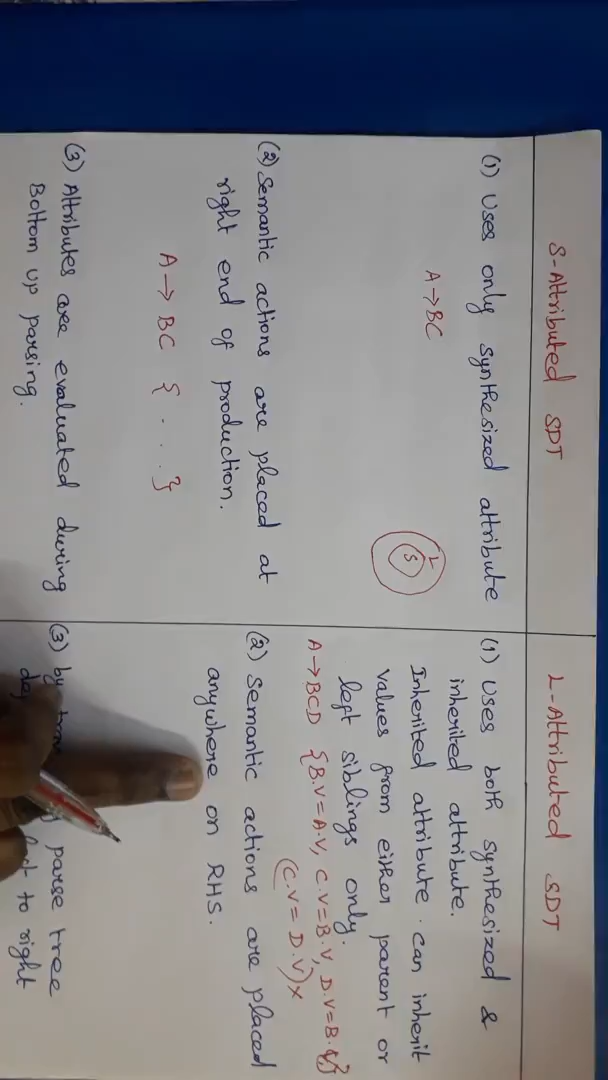 S-Attributed SDT
(1) Uses only synthesized attribute
A → BC
L
S
(2) Semantic actions are placed at
right end of production.
A → BC { . . . }
(3) Attributes are evaluated during
Bottom up parsing.
L-Attributed SDT
(1) Uses both synthesized &
inherited attribute.
Inherited attribute can inherit
values from either parent or
left siblings only.
A → BCD {B.V=A.V, C.V=B.V, D.V=B.V}
(C.V = D.V) x
(2) Semantic actions are placed
anywhere on RHS.
(3) by parse tree
to right